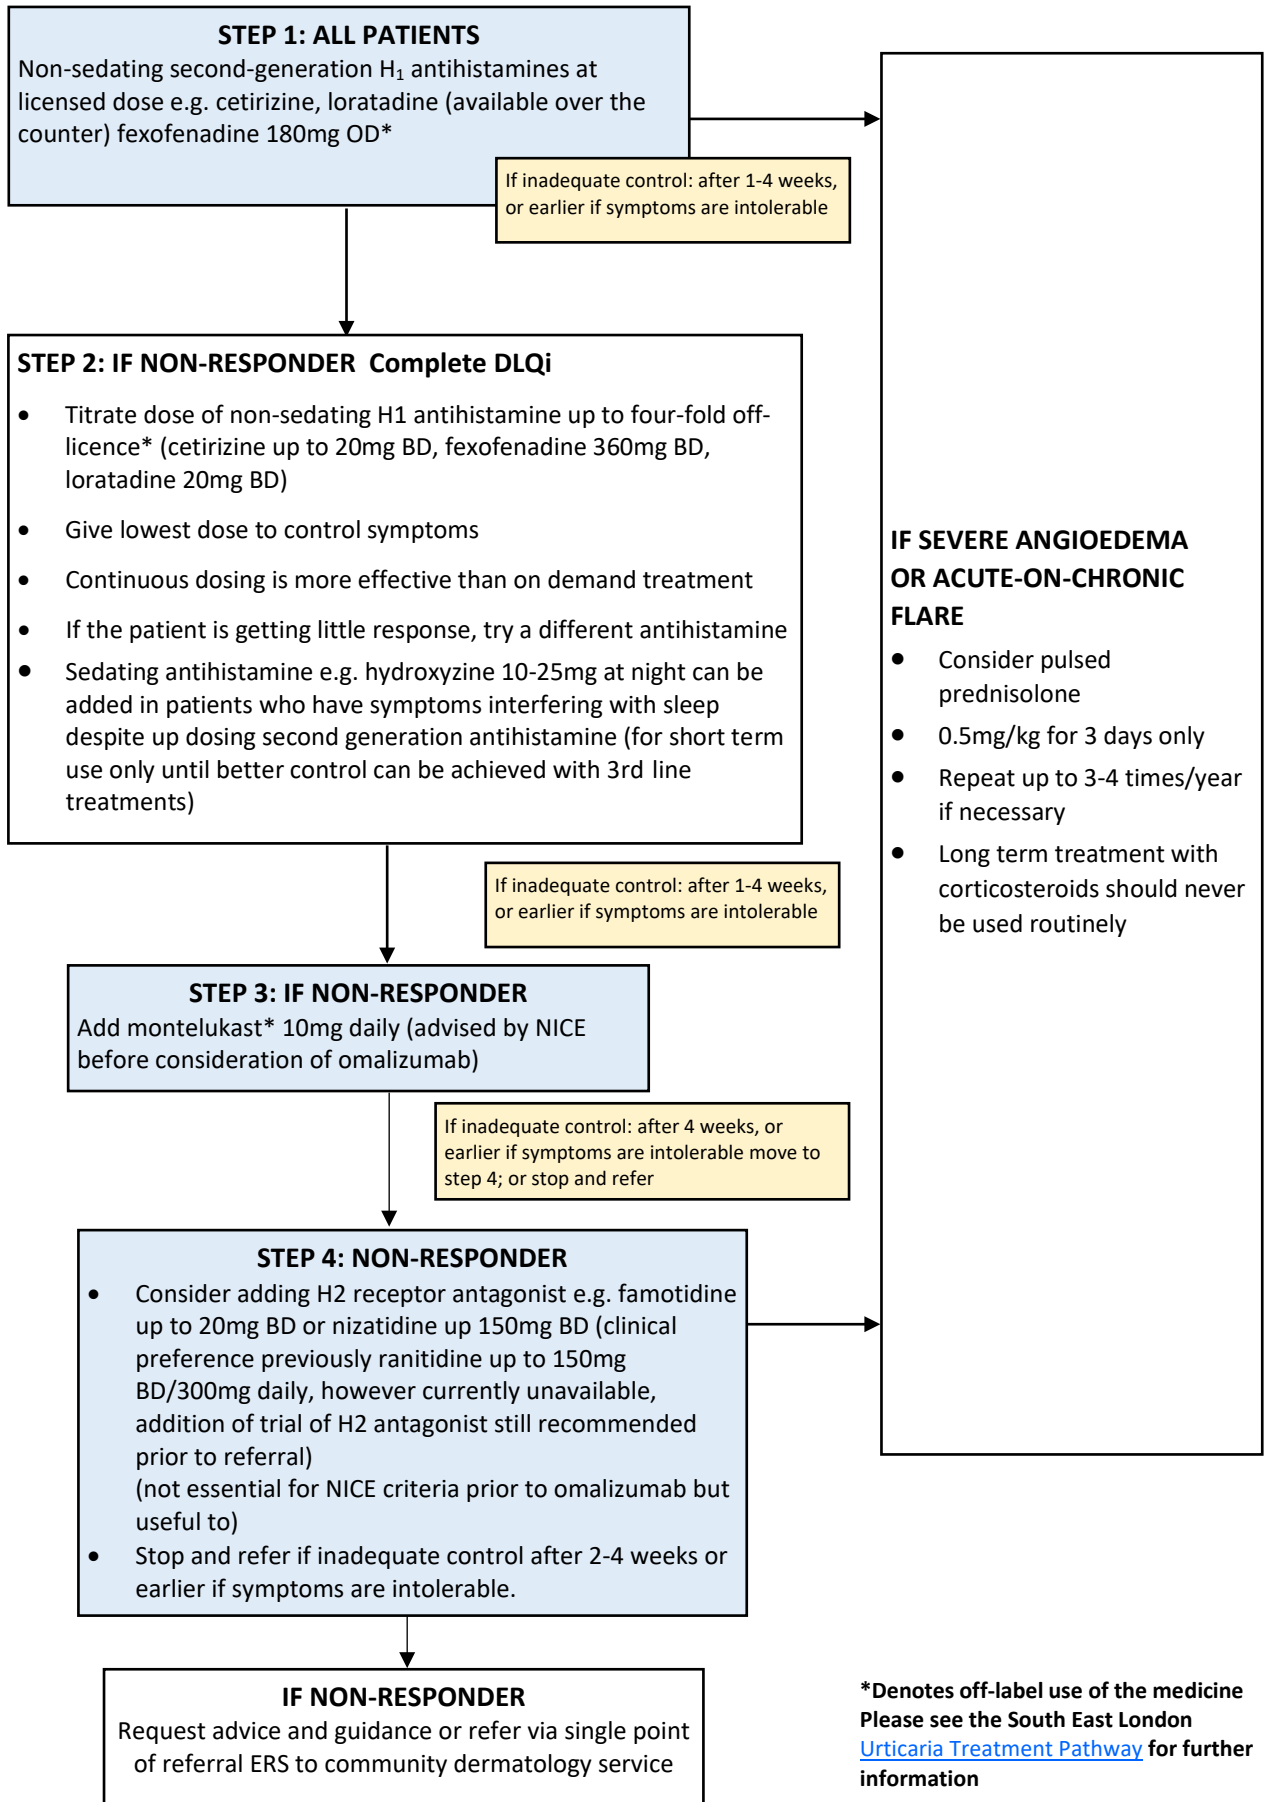 STEP 1: ALL PATIENTS
Non-sedating second-generation H₁ antihistamines at
licensed dose e.g. cetirizine, loratadine (available over the
counter) fexofenadine 180mg OD*
If inadequate control: after 1-4 weeks,
or earlier if symptoms are intolerable
STEP 2: IF NON-RESPONDER Complete DLQi
• Titrate dose of non-sedating H1 antihistamine up to four-fold off-
licence* (cetirizine up to 20mg BD, fexofenadine 360mg BD,
loratadine 20mg BD)
• Give lowest dose to control symptoms
• Continuous dosing is more effective than on demand treatment
• If the patient is getting little response, try a different antihistamine
• Sedating antihistamine e.g. hydroxyzine 10-25mg at night can be
added in patients who have symptoms interfering with sleep
despite up dosing second generation antihistamine (for short term
use only until better control can be achieved with 3rd line
treatments)
If inadequate control: after 1-4 weeks,
or earlier if symptoms are intolerable
STEP 3: IF NON-RESPONDER
Add montelukast* 10mg daily (advised by NICE
before consideration of omalizumab)
If inadequate control: after 4 weeks, or
earlier if symptoms are intolerable move to
step 4; or stop and refer
STEP 4: NON-RESPONDER
• Consider adding H2 receptor antagonist e.g. famotidine
up to 20mg BD or nizatidine up 150mg BD (clinical
preference previously ranitidine up to 150mg
BD/300mg daily, however currently unavailable,
addition of trial of H2 antagonist still recommended
prior to referral)
(not essential for NICE criteria prior to omalizumab but
useful to)
• Stop and refer if inadequate control after 2-4 weeks or
earlier if symptoms are intolerable.
IF NON-RESPONDER
Request advice and guidance or refer via single point
of referral ERS to community dermatology service
IF SEVERE ANGIOEDEMA
OR ACUTE-ON-CHRONIC
FLARE
• Consider pulsed
prednisolone
• 0.5mg/kg for 3 days only
• Repeat up to 3-4 times/year
if necessary
• Long term treatment with
corticosteroids should never
be used routinely
*Denotes off-label use of the medicine
Please see the South East London
Urticaria Treatment Pathway for further
information